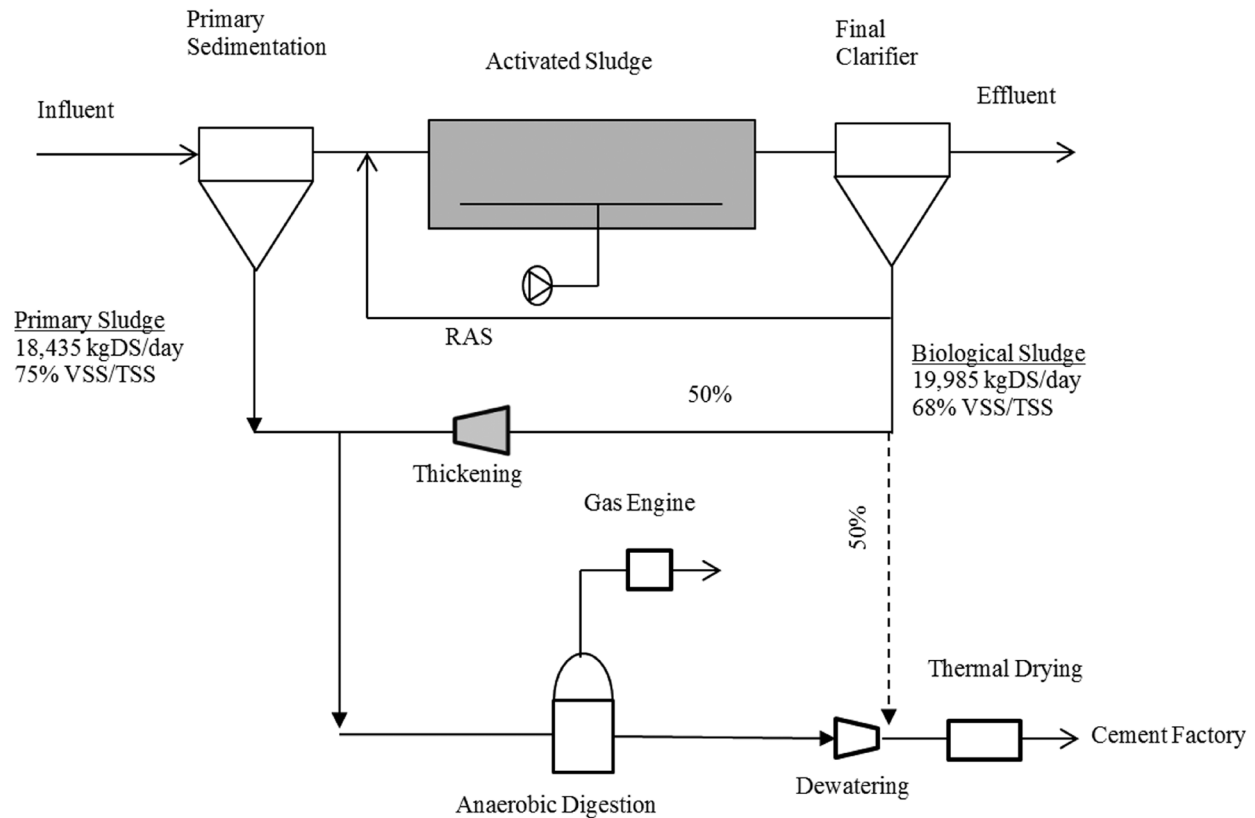 Primary
Sedimentation
Activated Sludge
Final
Clarifier
Influent
Effluent
Primary Sludge
18,435 kgDS/day
75% VSS/TSS
RAS
Biological Sludge
19,985 kgDS/day
68% VSS/TSS
50%
Thickening
Gas Engine
50%
Thermal Drying
Cement Factory
Dewatering
Anaerobic Digestion